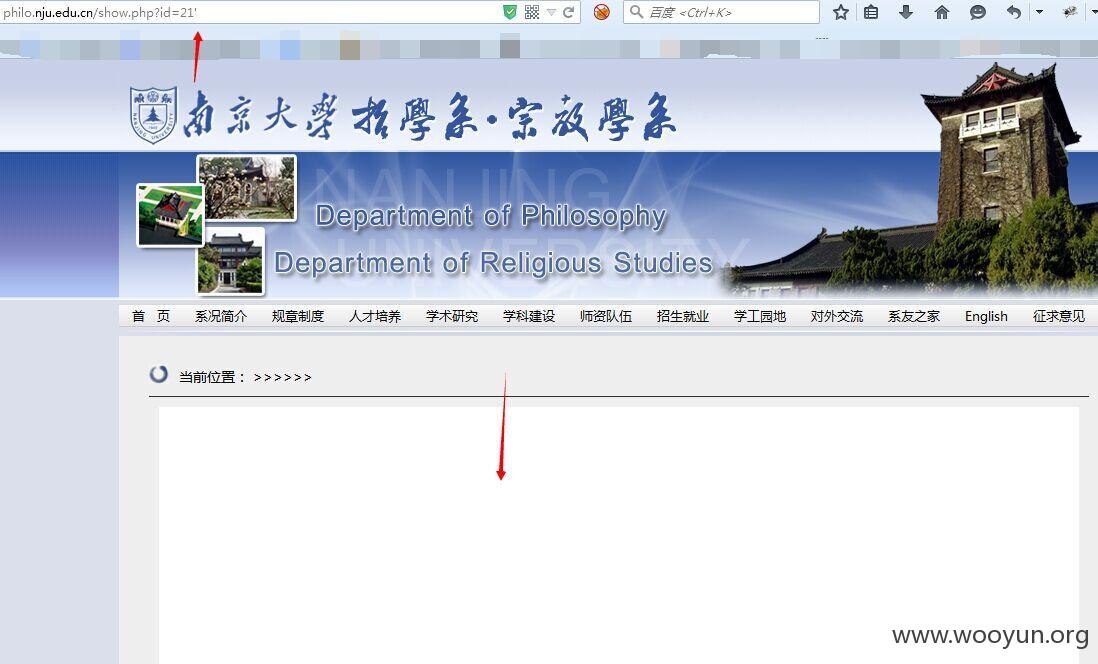 philo.nju.edu.cn/show.php?id=21'
百度 <Ctrl+K>
南京大學哲學系·宗教學系
NANJING
UNIVERSITY
Department of Philosophy
Department of Religious Studies
首 页 系况简介 规章制度 人才培养 学术研究 学科建设 师资队伍 招生就业 学工园地 对外交流 系友之家 English 征求意见
当前位置： >>>>>>
www.wooyun.org